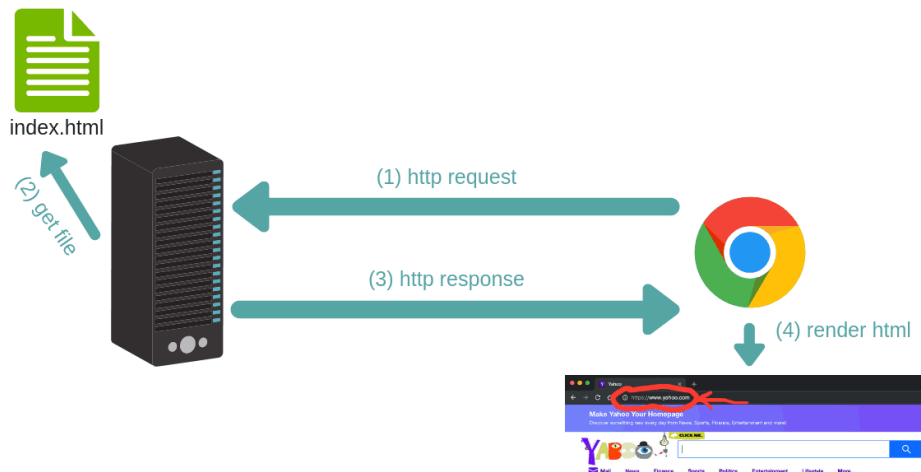 index.html
(1) http request
(2) get file
(3) http response
(4) render html
Yahoo
https://www.yahoo.com
Make Yahoo Your Homepage
Discover something new every day from News, Sports, Finance, Entertainment and more!
CLICK ME.
YABOO
Mail News Finance Sports Politics Entertainment Lifestyle More